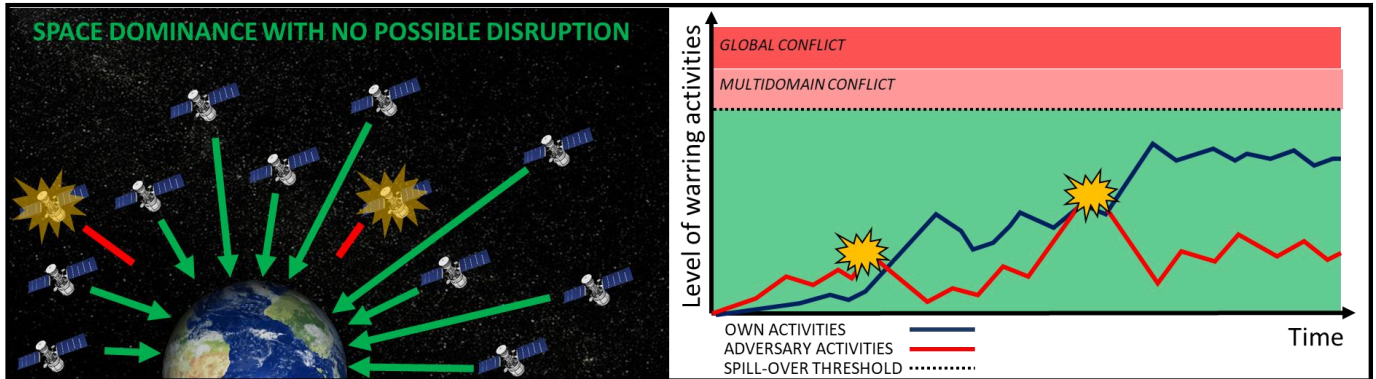 SPACE DOMINANCE WITH NO POSSIBLE DISRUPTION
Level of warring activities
GLOBAL CONFLICT
MULTIDOMAIN CONFLICT
OWN ACTIVITIES
ADVERSARY ACTIVITIES
SPILL-OVER THRESHOLD
Time